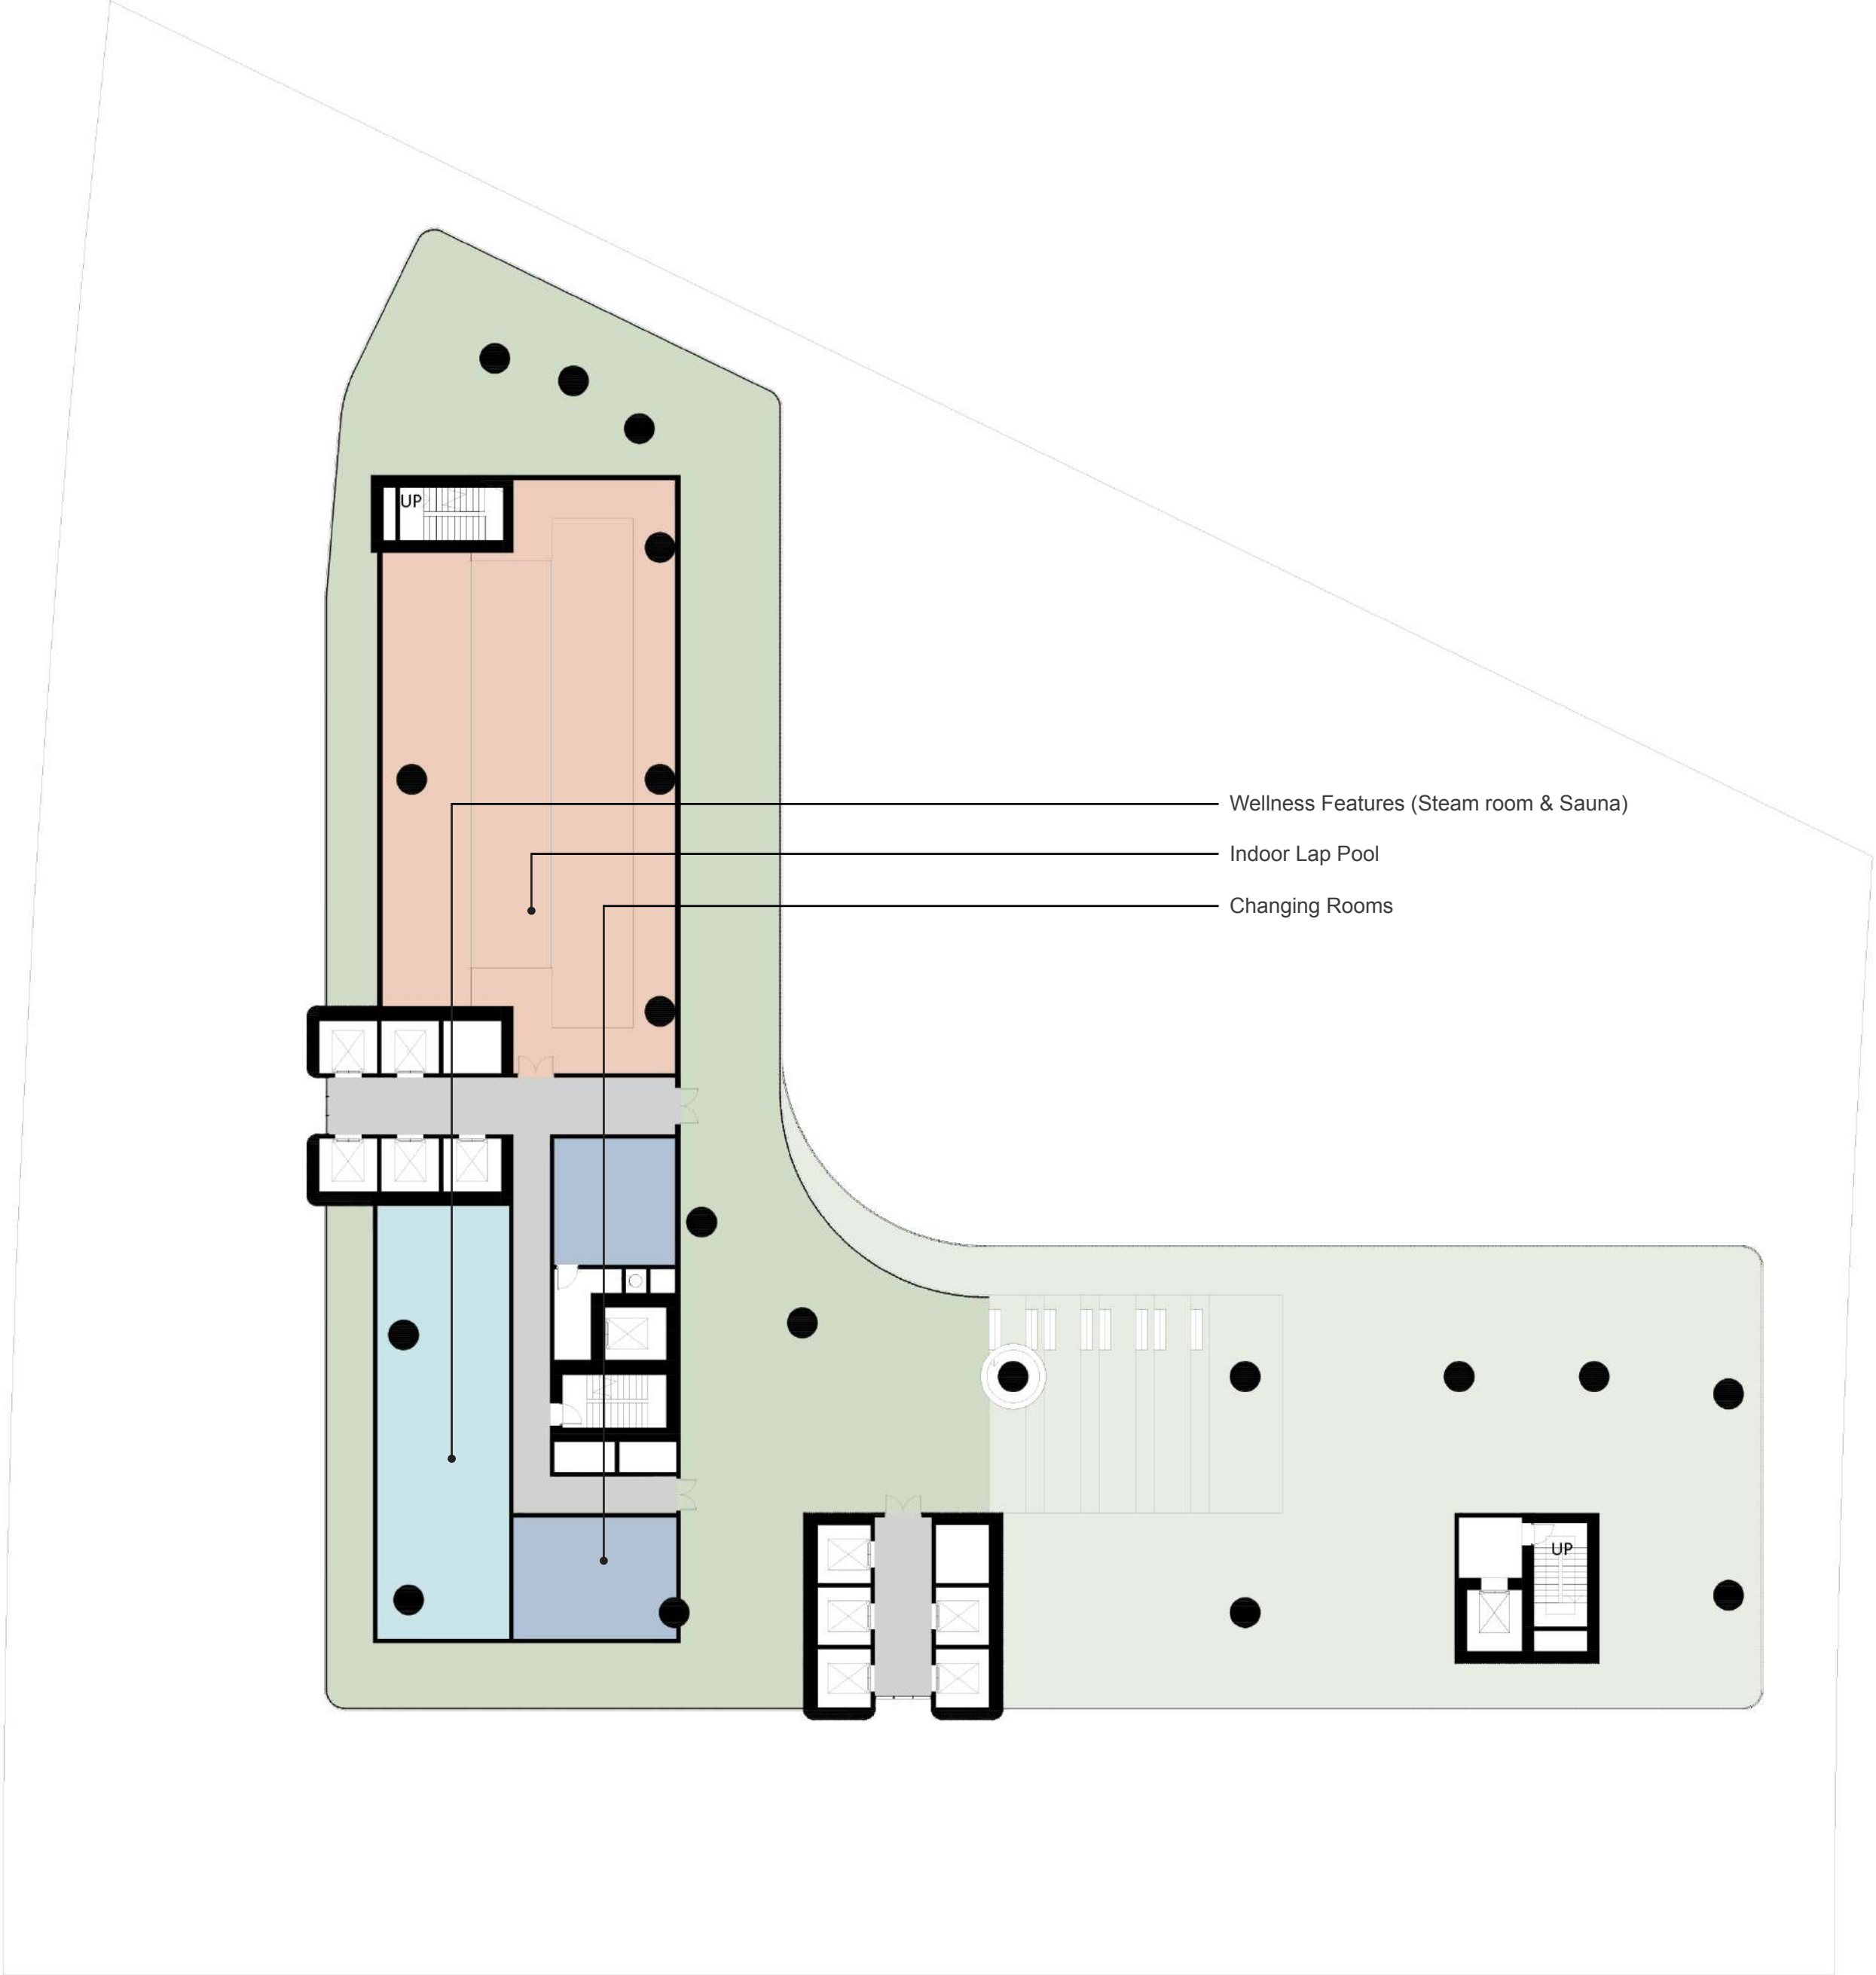 UP
Wellness Features (Steam room & Sauna)
Indoor Lap Pool
Changing Rooms
UP